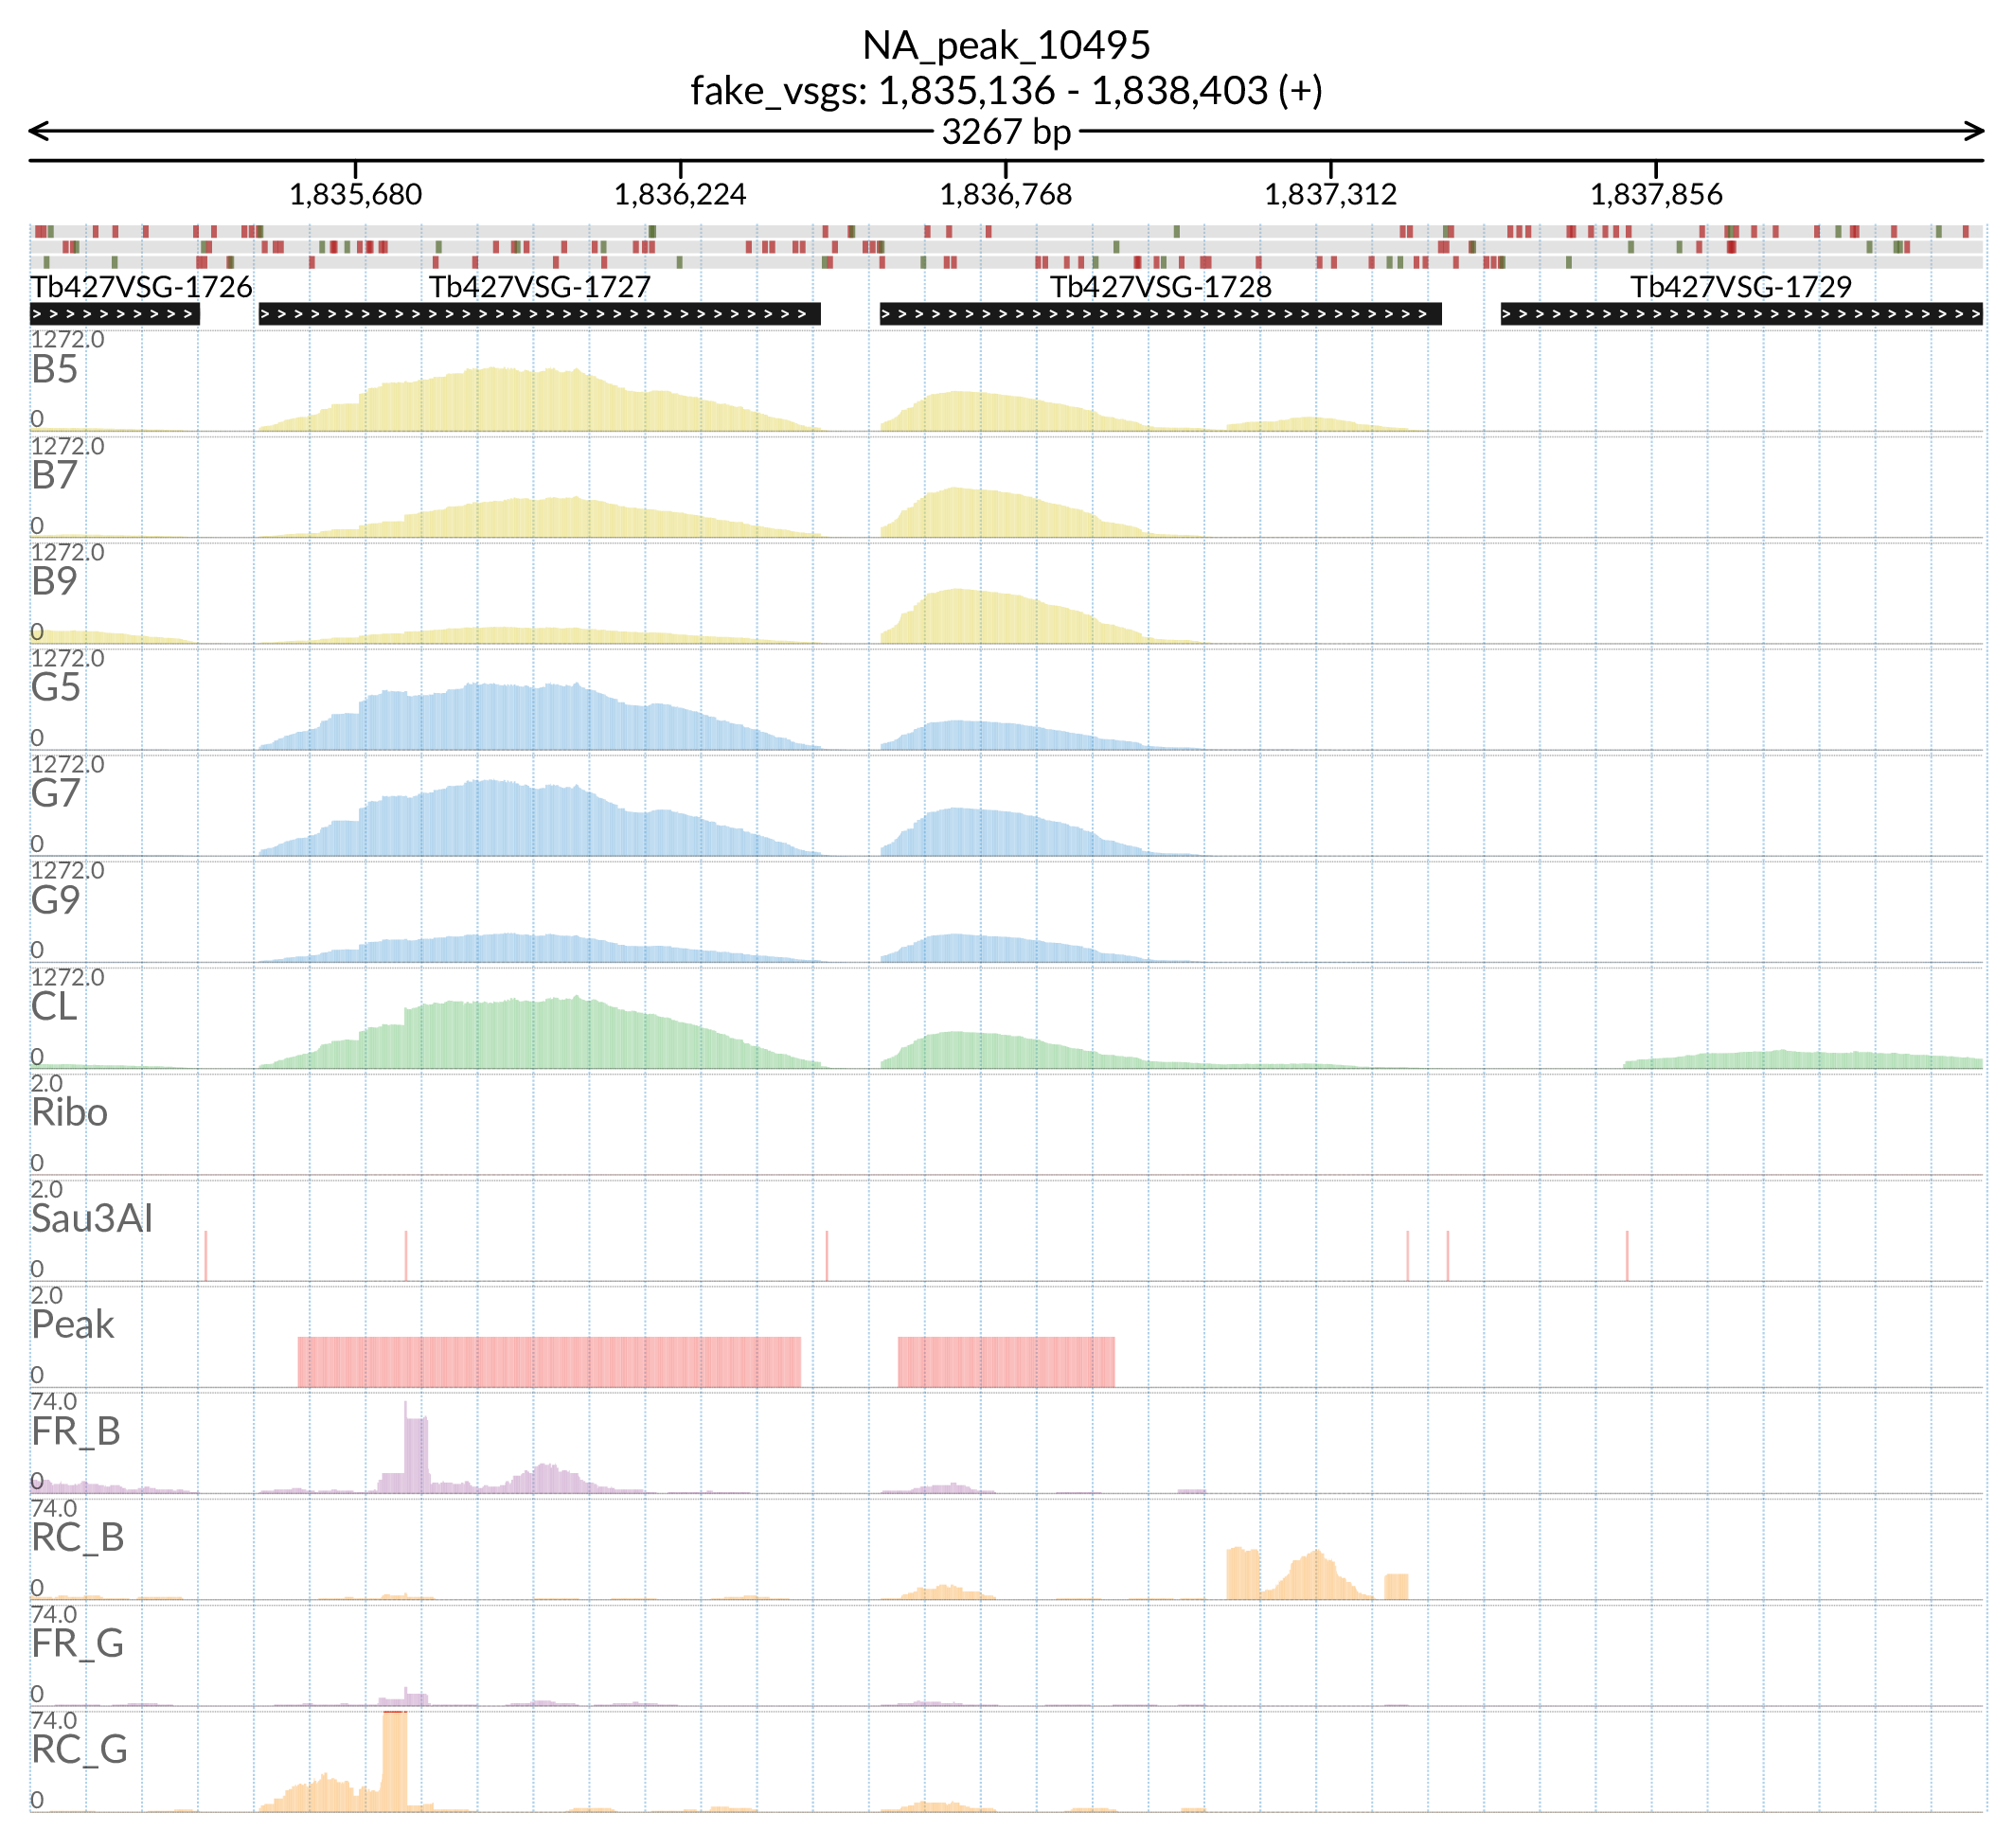 NA_peak_10495
fake_vsgs: 1,835,136 - 1,838,403 (+)
3267 bp
1,835,680 1,836,224 1,836,768 1,837,312 1,837,856
Tb427VSG-1726 Tb427VSG-1727 Tb427VSG-1728 Tb427VSG-1729
1272.0
B5
0
1272.0
B7
0
1272.0
B9
0
1272.0
G5
0
1272.0
G7
0
1272.0
G9
0
1272.0
CL
0
2.0
Ribo
0
2.0
Sau3AI
0
2.0
Peak
0
74.0
FR_B
0
74.0
RC_B
0
74.0
FR_G
0
74.0
RC_G
0